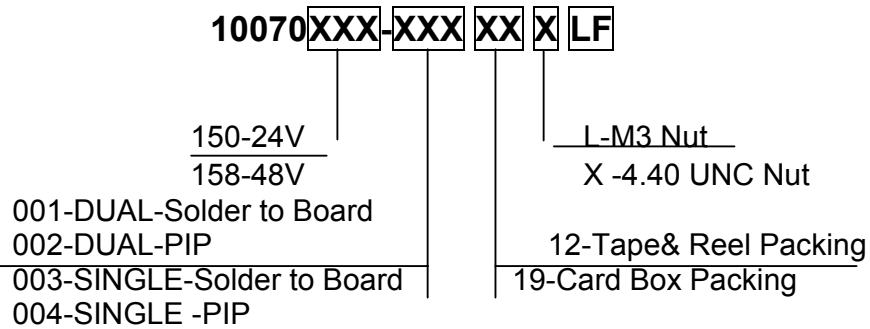 10070XXX-XXX XX X LF
150-24V
L-M3 Nut
158-48V
X -4.40 UNC Nut
001-DUAL-Solder to Board
002-DUAL-PIP
12-Tape& Reel Packing
003-SINGLE-Solder to Board
19-Card Box Packing
004-SINGLE -PIP